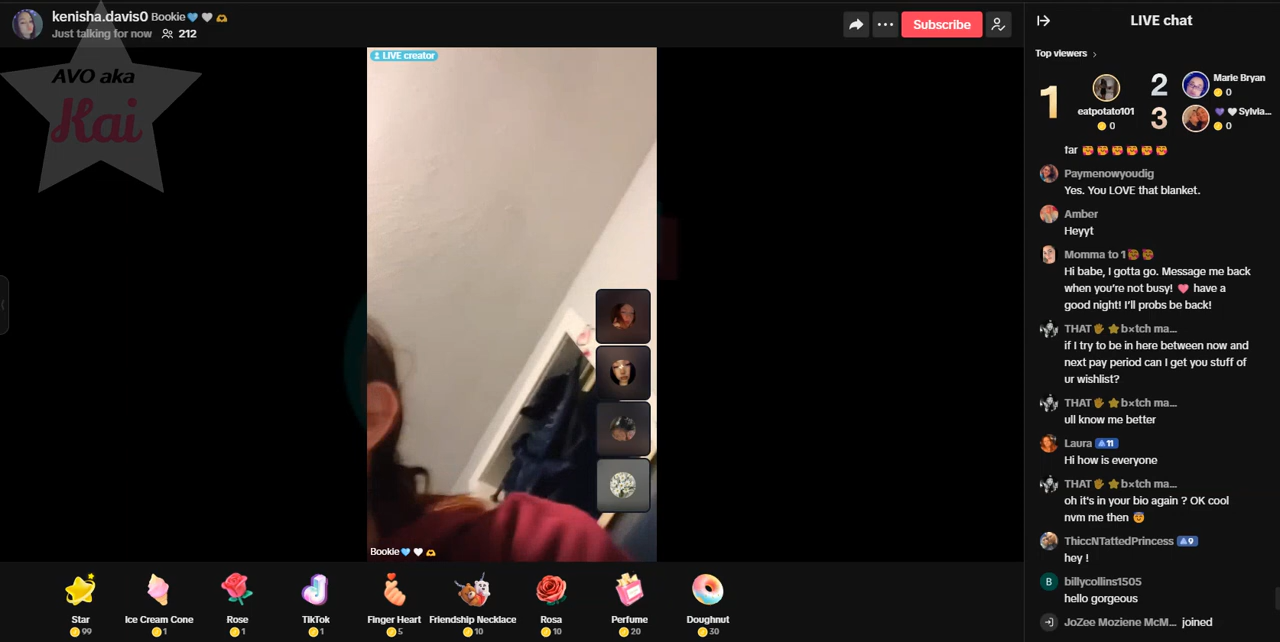 kenisha.davis0 Bookie💙🤍🫶
Just talking for now 212
Subscribe
AVO aka
Kai
LIVE creator
Bookie💙🤍🫶
Star
99
Ice Cream Cone
1
Rose
1
TikTok
1
Finger Heart
5
Friendship Necklace
10
Rosa
10
Perfume
20
Doughnut
30
LIVE chat
Top viewers
1
eatpotato101
0
2
Marie Bryan
0
3
💜🤍Sylvia...
0
far
Paymenowyoudig
Yes. You LOVE that blanket.
Amber
Heyyt
Momma to 1
Hi babe, I gotta go. Message me back
when you're not busy! have a
good night! I'll probs be back!
THAT b×tch ma...
if I try to be in here between now and
next pay period can I get you stuff of
ur wishlist?
THAT b×tch ma...
ull know me better
Laura 11
Hi how is everyone
THAT b×tch ma...
oh it's in your bio again ? OK cool
nvm me then
ThiccNTattedPrincess 9
hey !
B billycollins1505
hello gorgeous
JoZee Moziene McM... joined